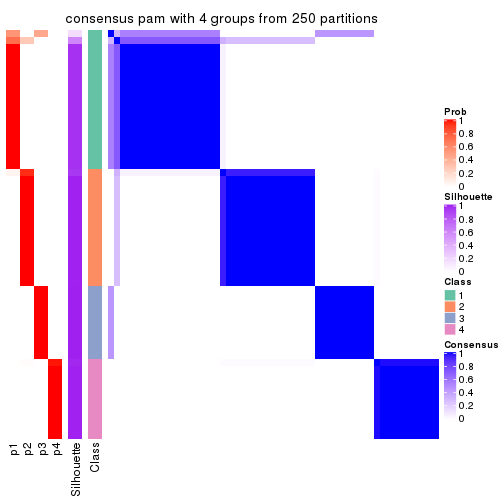 consensus pam with 4 groups from 250 partitions
Prob
1
0.8
0.6
0.4
0.2
0
Silhouette
1
0.8
0.6
0.4
0.2
0
Class
1
2
3
4
Consensus
1
0.8
0.6
0.4
0.2
0
p1
p2
p3
p4
Silhouette
Class